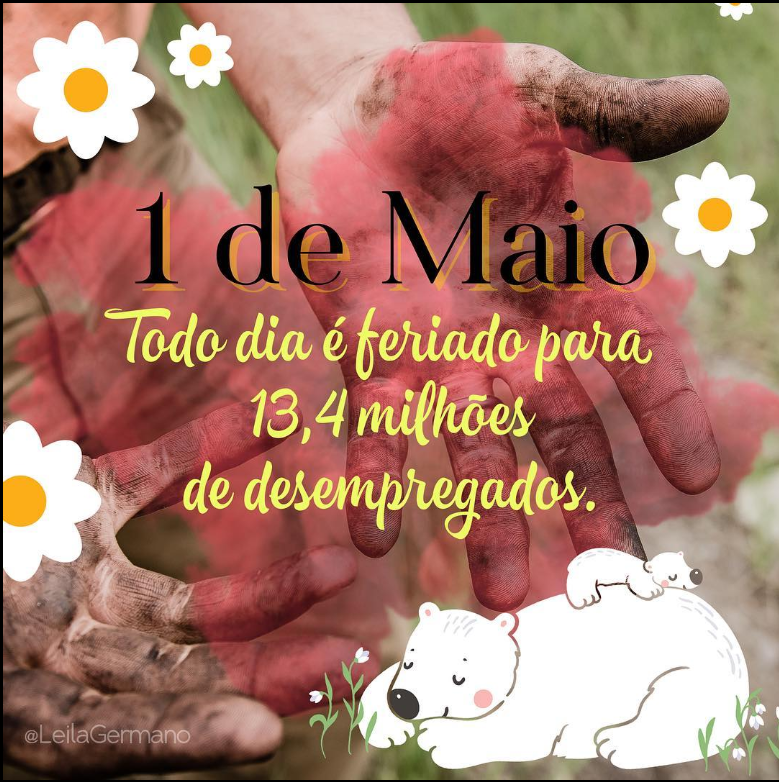 1 de Maio
Todo dia é feriado para
13,4 milhões
de desempregados.
@LeilaGermano